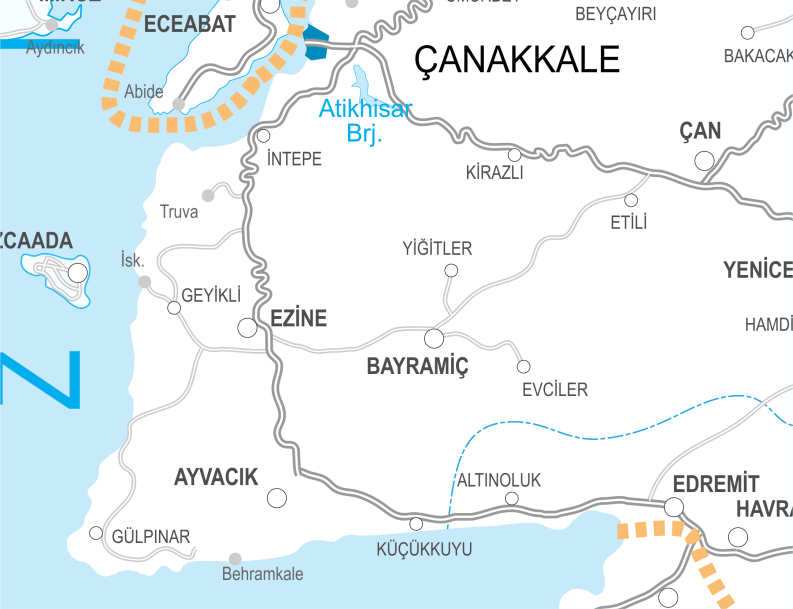 ECEABAT
BEYÇAYIRI
Aydıncık
BAKACAK
ÇANAKKALE
Abide
Atikhisar
Brj.
ÇAN
İNTEPE
KİRAZLI
Truva
ETİLİ
ZCAADA
YİĞİTLER
İsk.
YENİCE
GEYİKLİ
EZİNE
HAMDİ
BAYRAMİÇ
EVCİLER
Z
AYVACIK
ALTINOLUK
EDREMİT
HAVRA
GÜLPINAR
KÜÇÜKKUYU
Behramkale